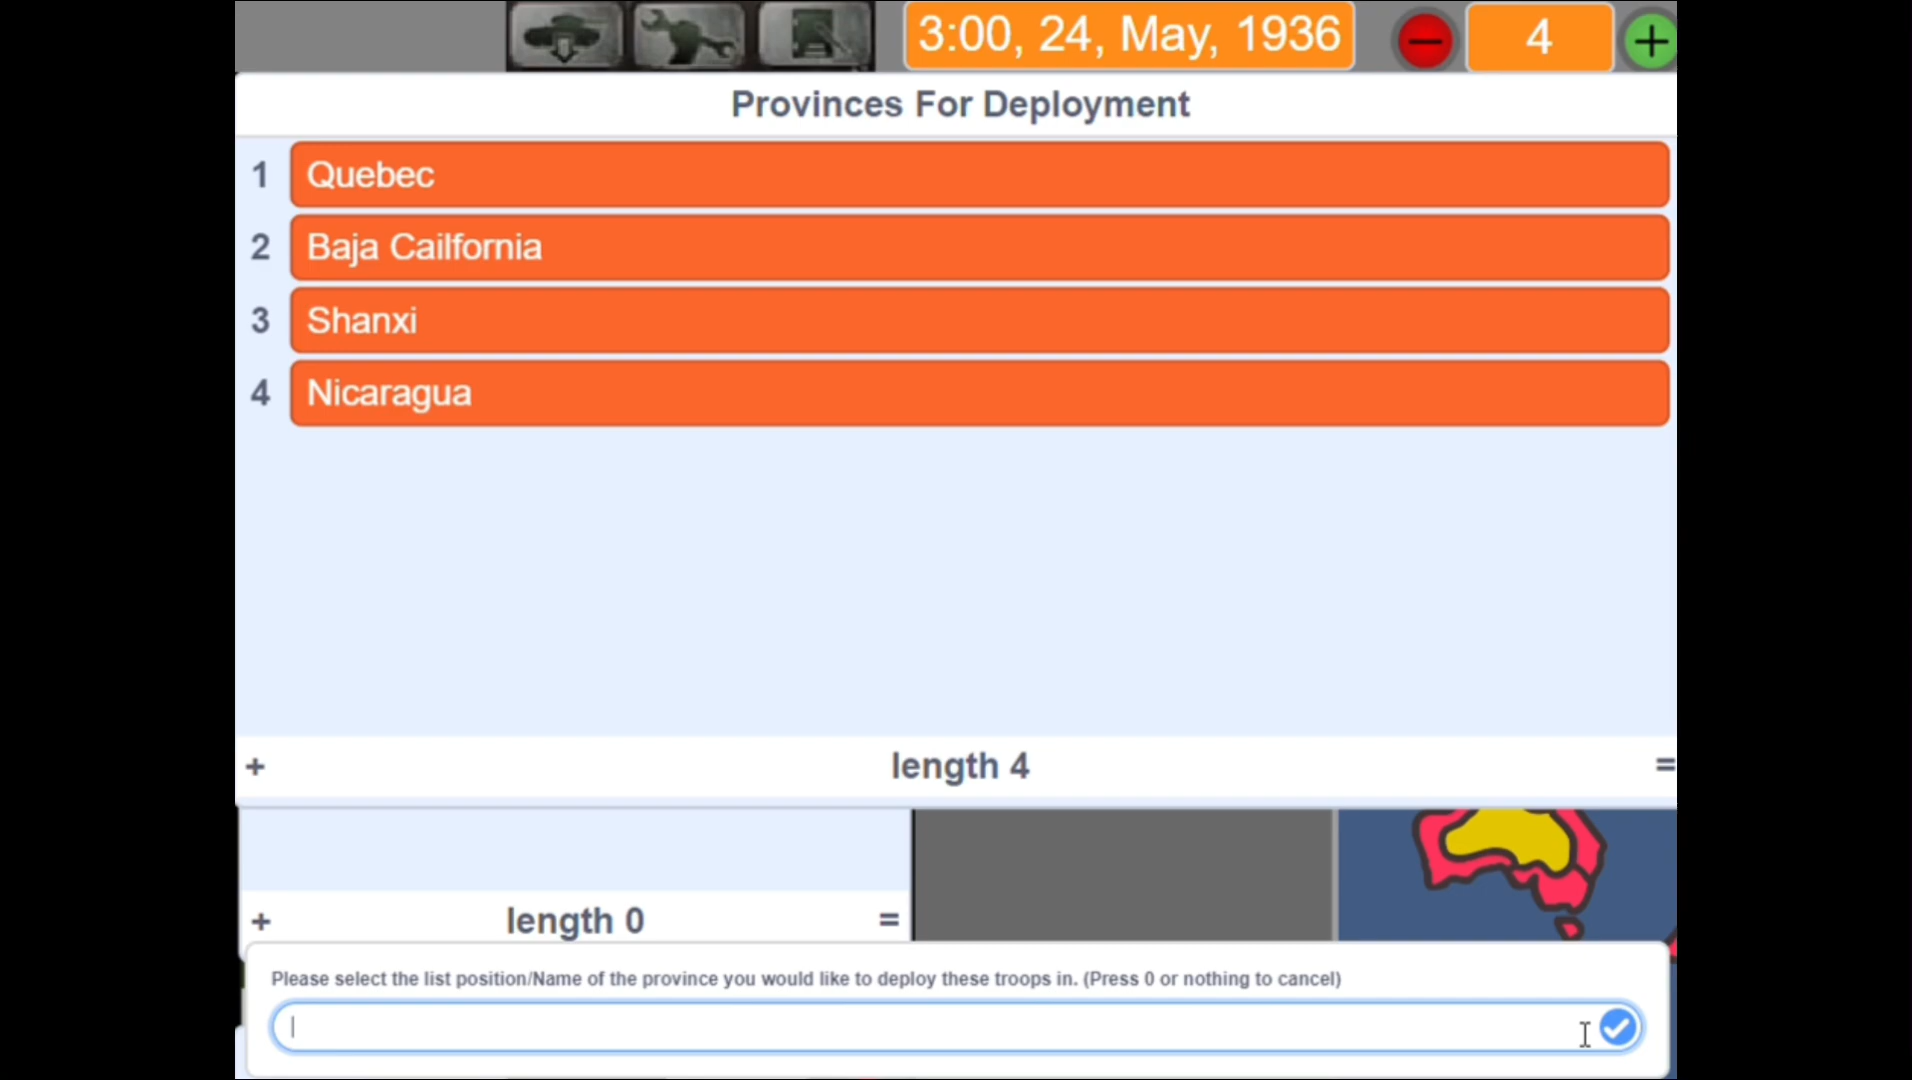 3:00, 24, May, 1936
4
Provinces For Deployment
1 Quebec
2 Baja Cailfornia
3 Shanxi
4 Nicaragua
+ length 4 =
+ length 0 =
Please select the list position/Name of the province you would like to deploy these troops in. (Press 0 or nothing to cancel)